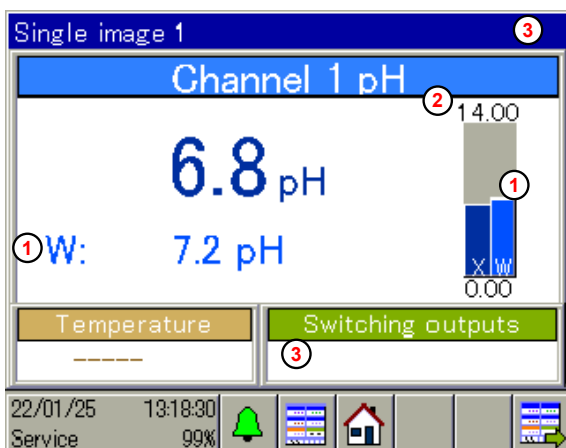 Single image 1 3
Channel 1 pH
2
14.00
6.8 pH
1
1 W: 7.2 pH
X W
0.00
Temperature
-----
Switching outputs
3
22/01/25 13:18:30
Service 99%